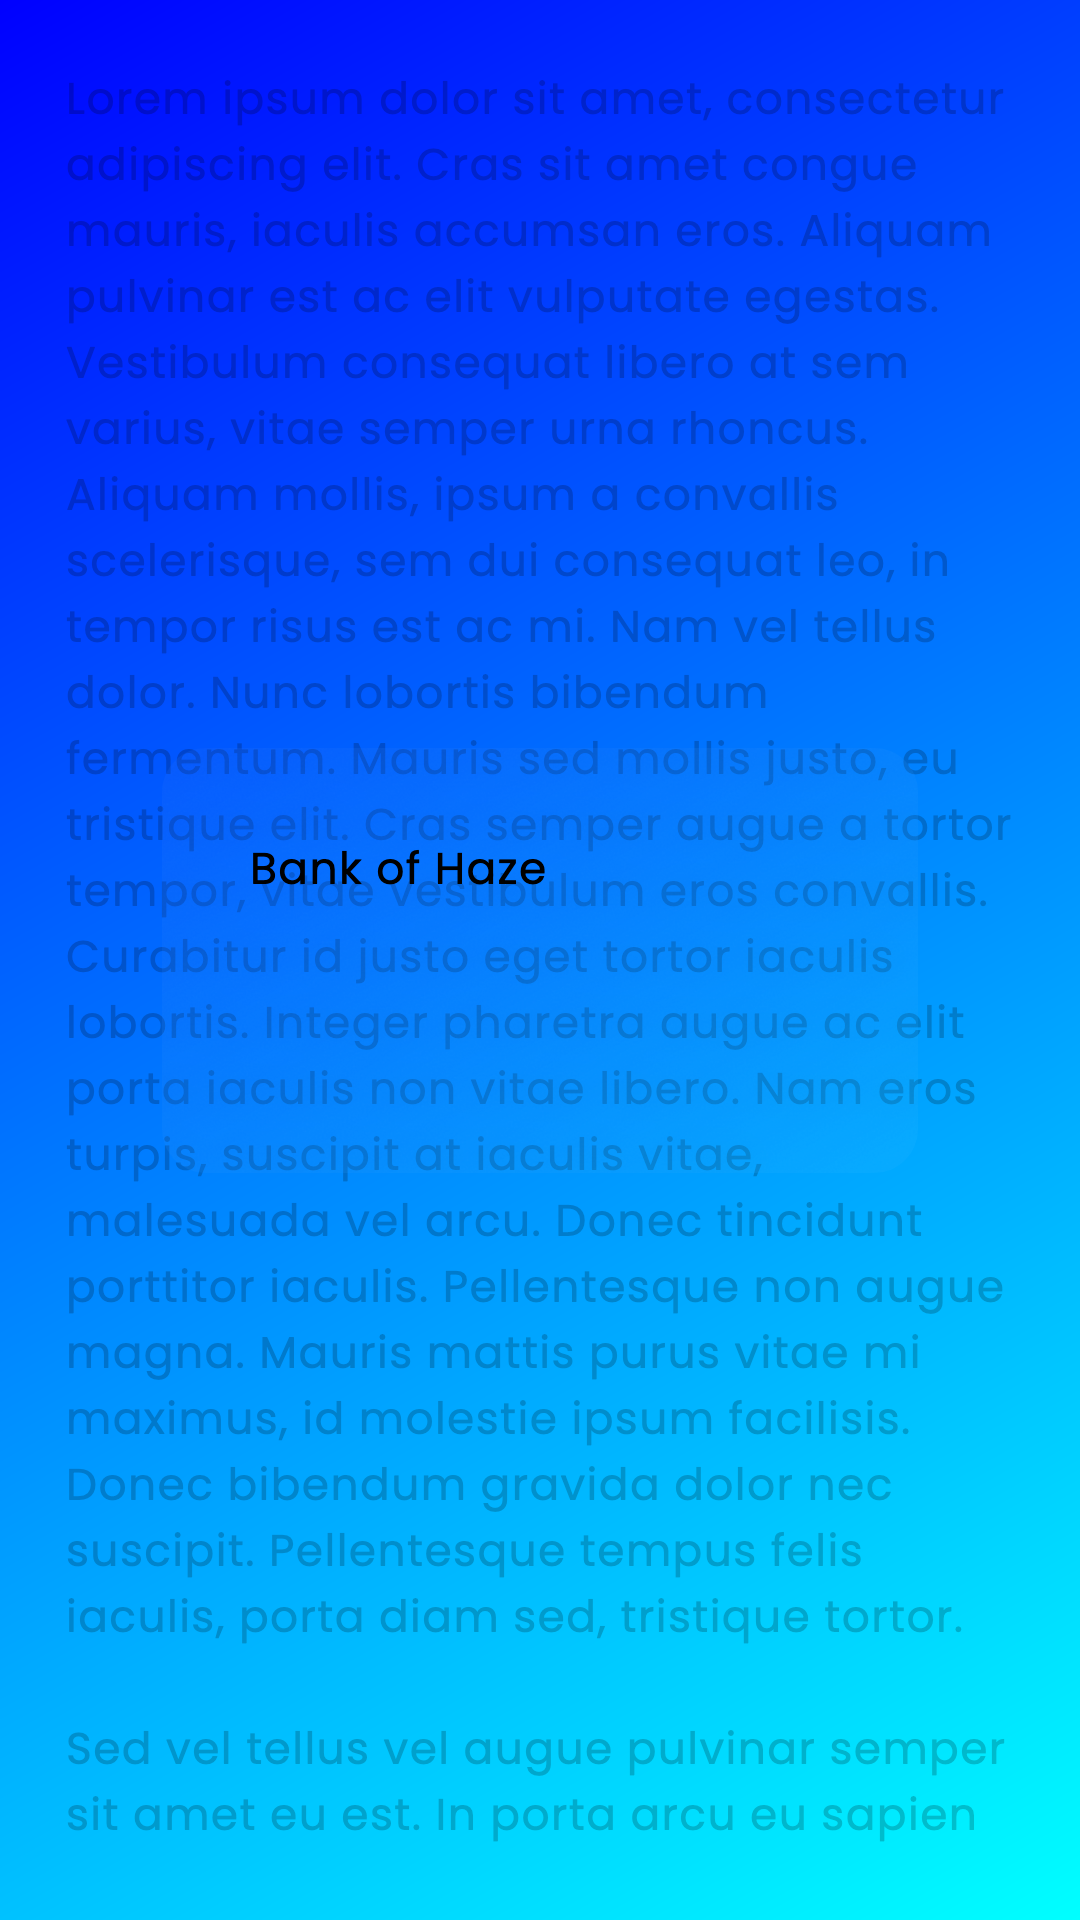 Lorem ipsum dolor sit amet, consectetur
adipiscing elit. Cras sit amet congue
mauris, iaculis accumsan eros. Aliquam
pulvinar est ac elit vulputate egestas.
Vestibulum consequat libero at sem
varius, vitae semper urna rhoncus.
Aliquam mollis, ipsum a convallis
scelerisque, sem dui consequat leo, in
tempor risus est ac mi. Nam vel tellus
dolor. Nunc lobortis bibendum
fermentum. Mauris sed mollis justo, eu
tristique elit. Cras semper augue a tortor
Bank of Haze
tempor, vitae vestibulum eros convallis.
Curabitur id justo eget tortor iaculis
lobortis. Integer pharetra augue ac elit
porta iaculis non vitae libero. Nam eros
turpis, suscipit at iaculis vitae,
malesuada vel arcu. Donec tincidunt
porttitor iaculis. Pellentesque non augue
magna. Mauris mattis purus vitae mi
maximus, id molestie ipsum facilisis.
Donec bibendum gravida dolor nec
suscipit. Pellentesque tempus felis
iaculis, porta diam sed, tristique tortor.
Sed vel tellus vel augue pulvinar semper
sit amet eu est. In porta arcu eu sapien